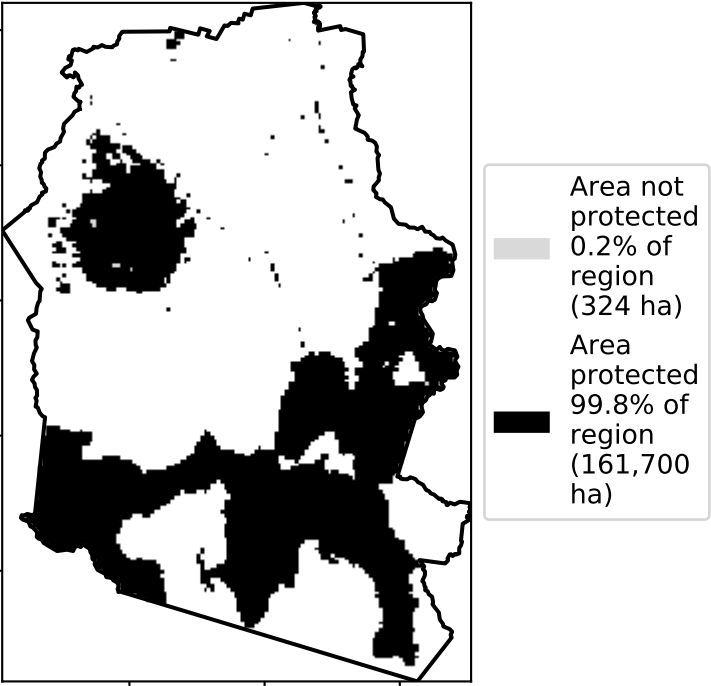 Area not
protected
0.2% of
region
(324 ha)
Area
protected
99.8% of
region
(161,700
ha)